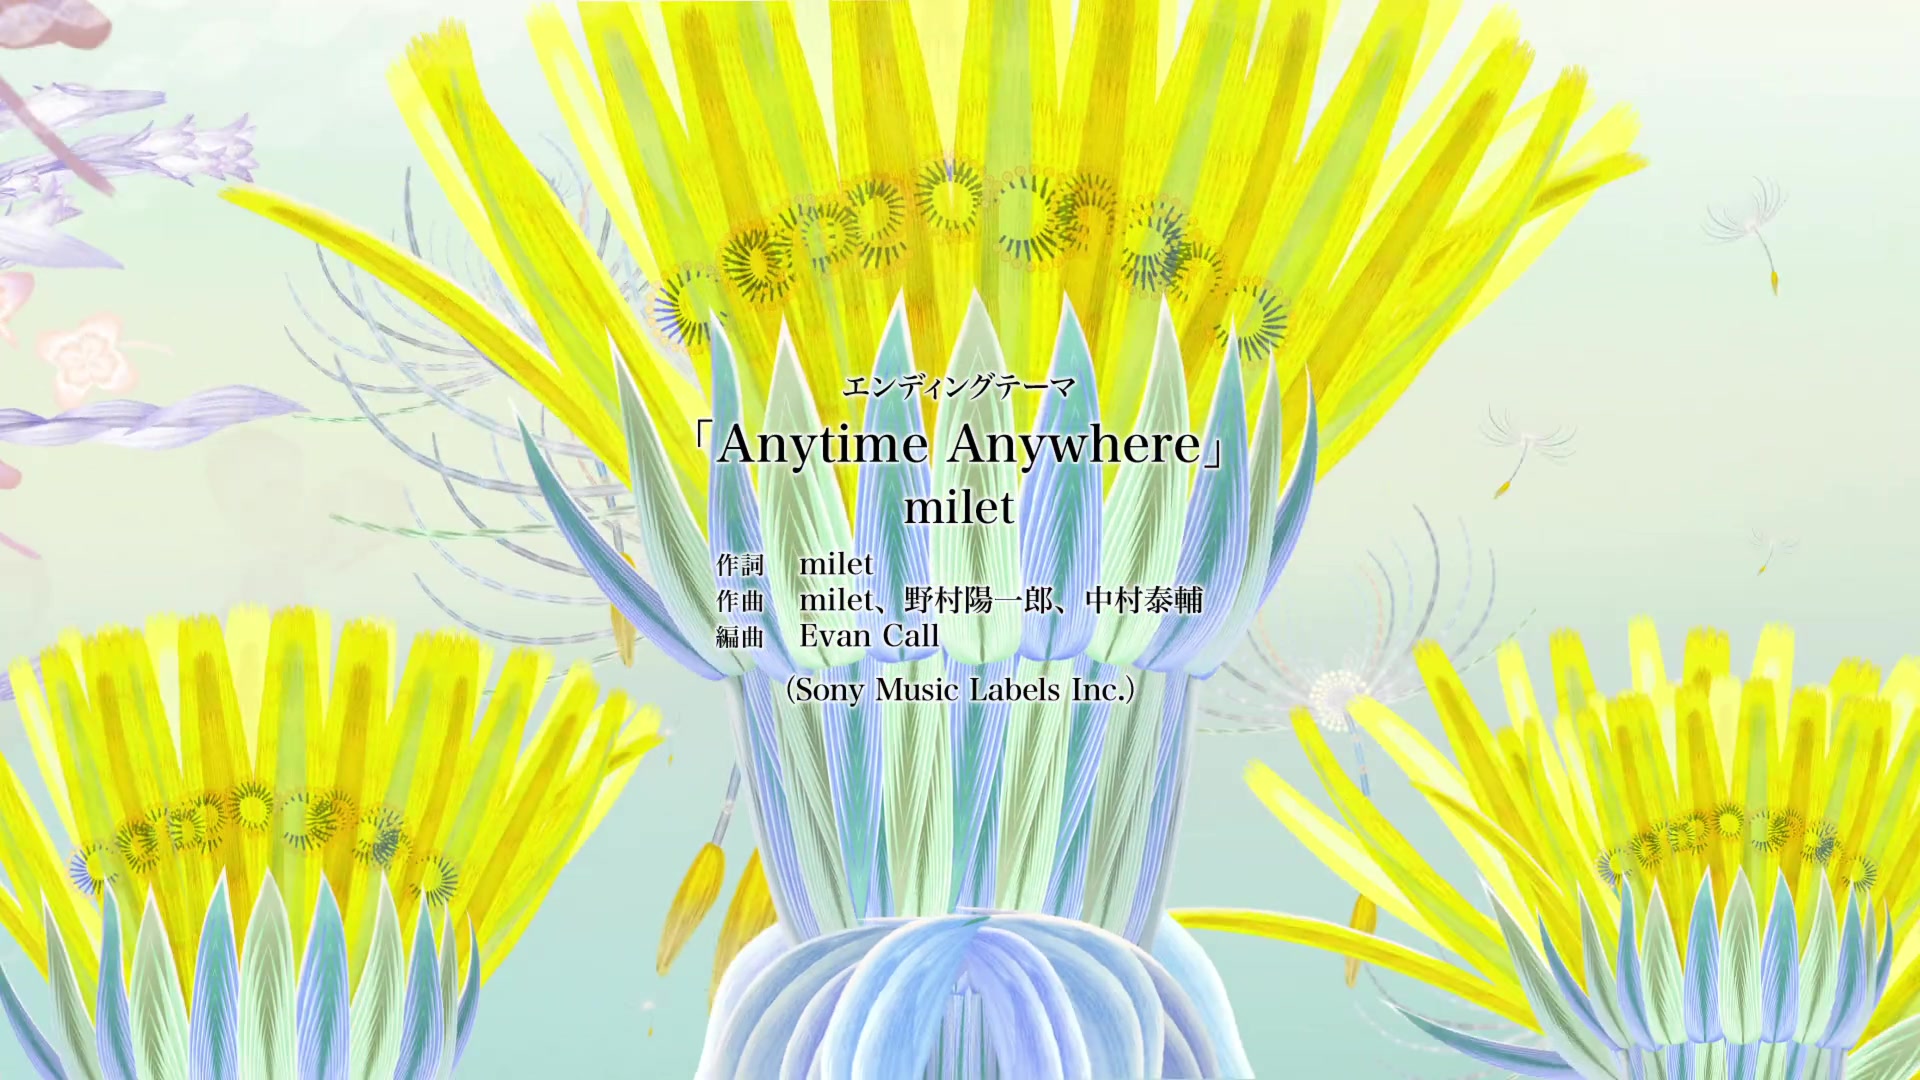 エンディングテーマ
「Anytime Anywhere」
milet
作詞 milet
作曲 milet、野村陽一郎、中村泰輔
編曲 Evan Call
(Sony Music Labels Inc.)